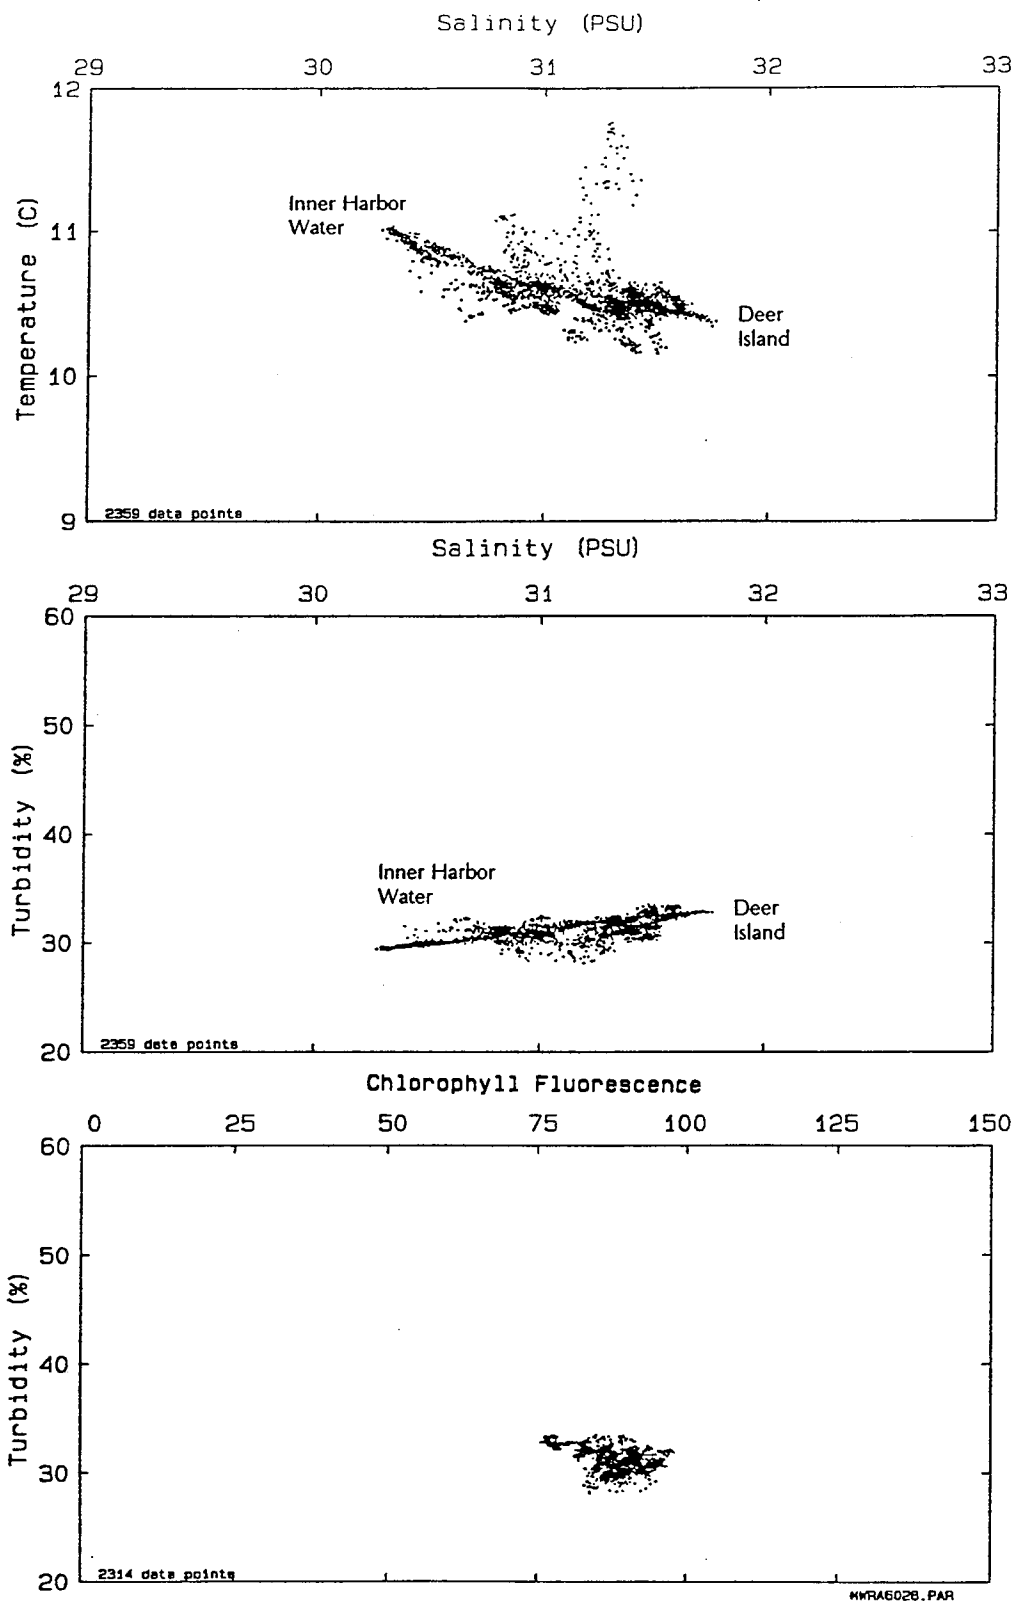 Salinity (PSU)
29 30 31 32 33
12
11
10
9
Temperature (C)
Inner Harbor
Water
Deer
Island
2359 data points
Salinity (PSU)
29 30 31 32 33
60
50
40
30
20
Turbidity (%)
Inner Harbor
Water
Deer
Island
2359 data points
Chlorophyll Fluorescence
0 25 50 75 100 125 150
60
50
40
30
20
Turbidity (%)
2314 data points
MWRA6028.PAR